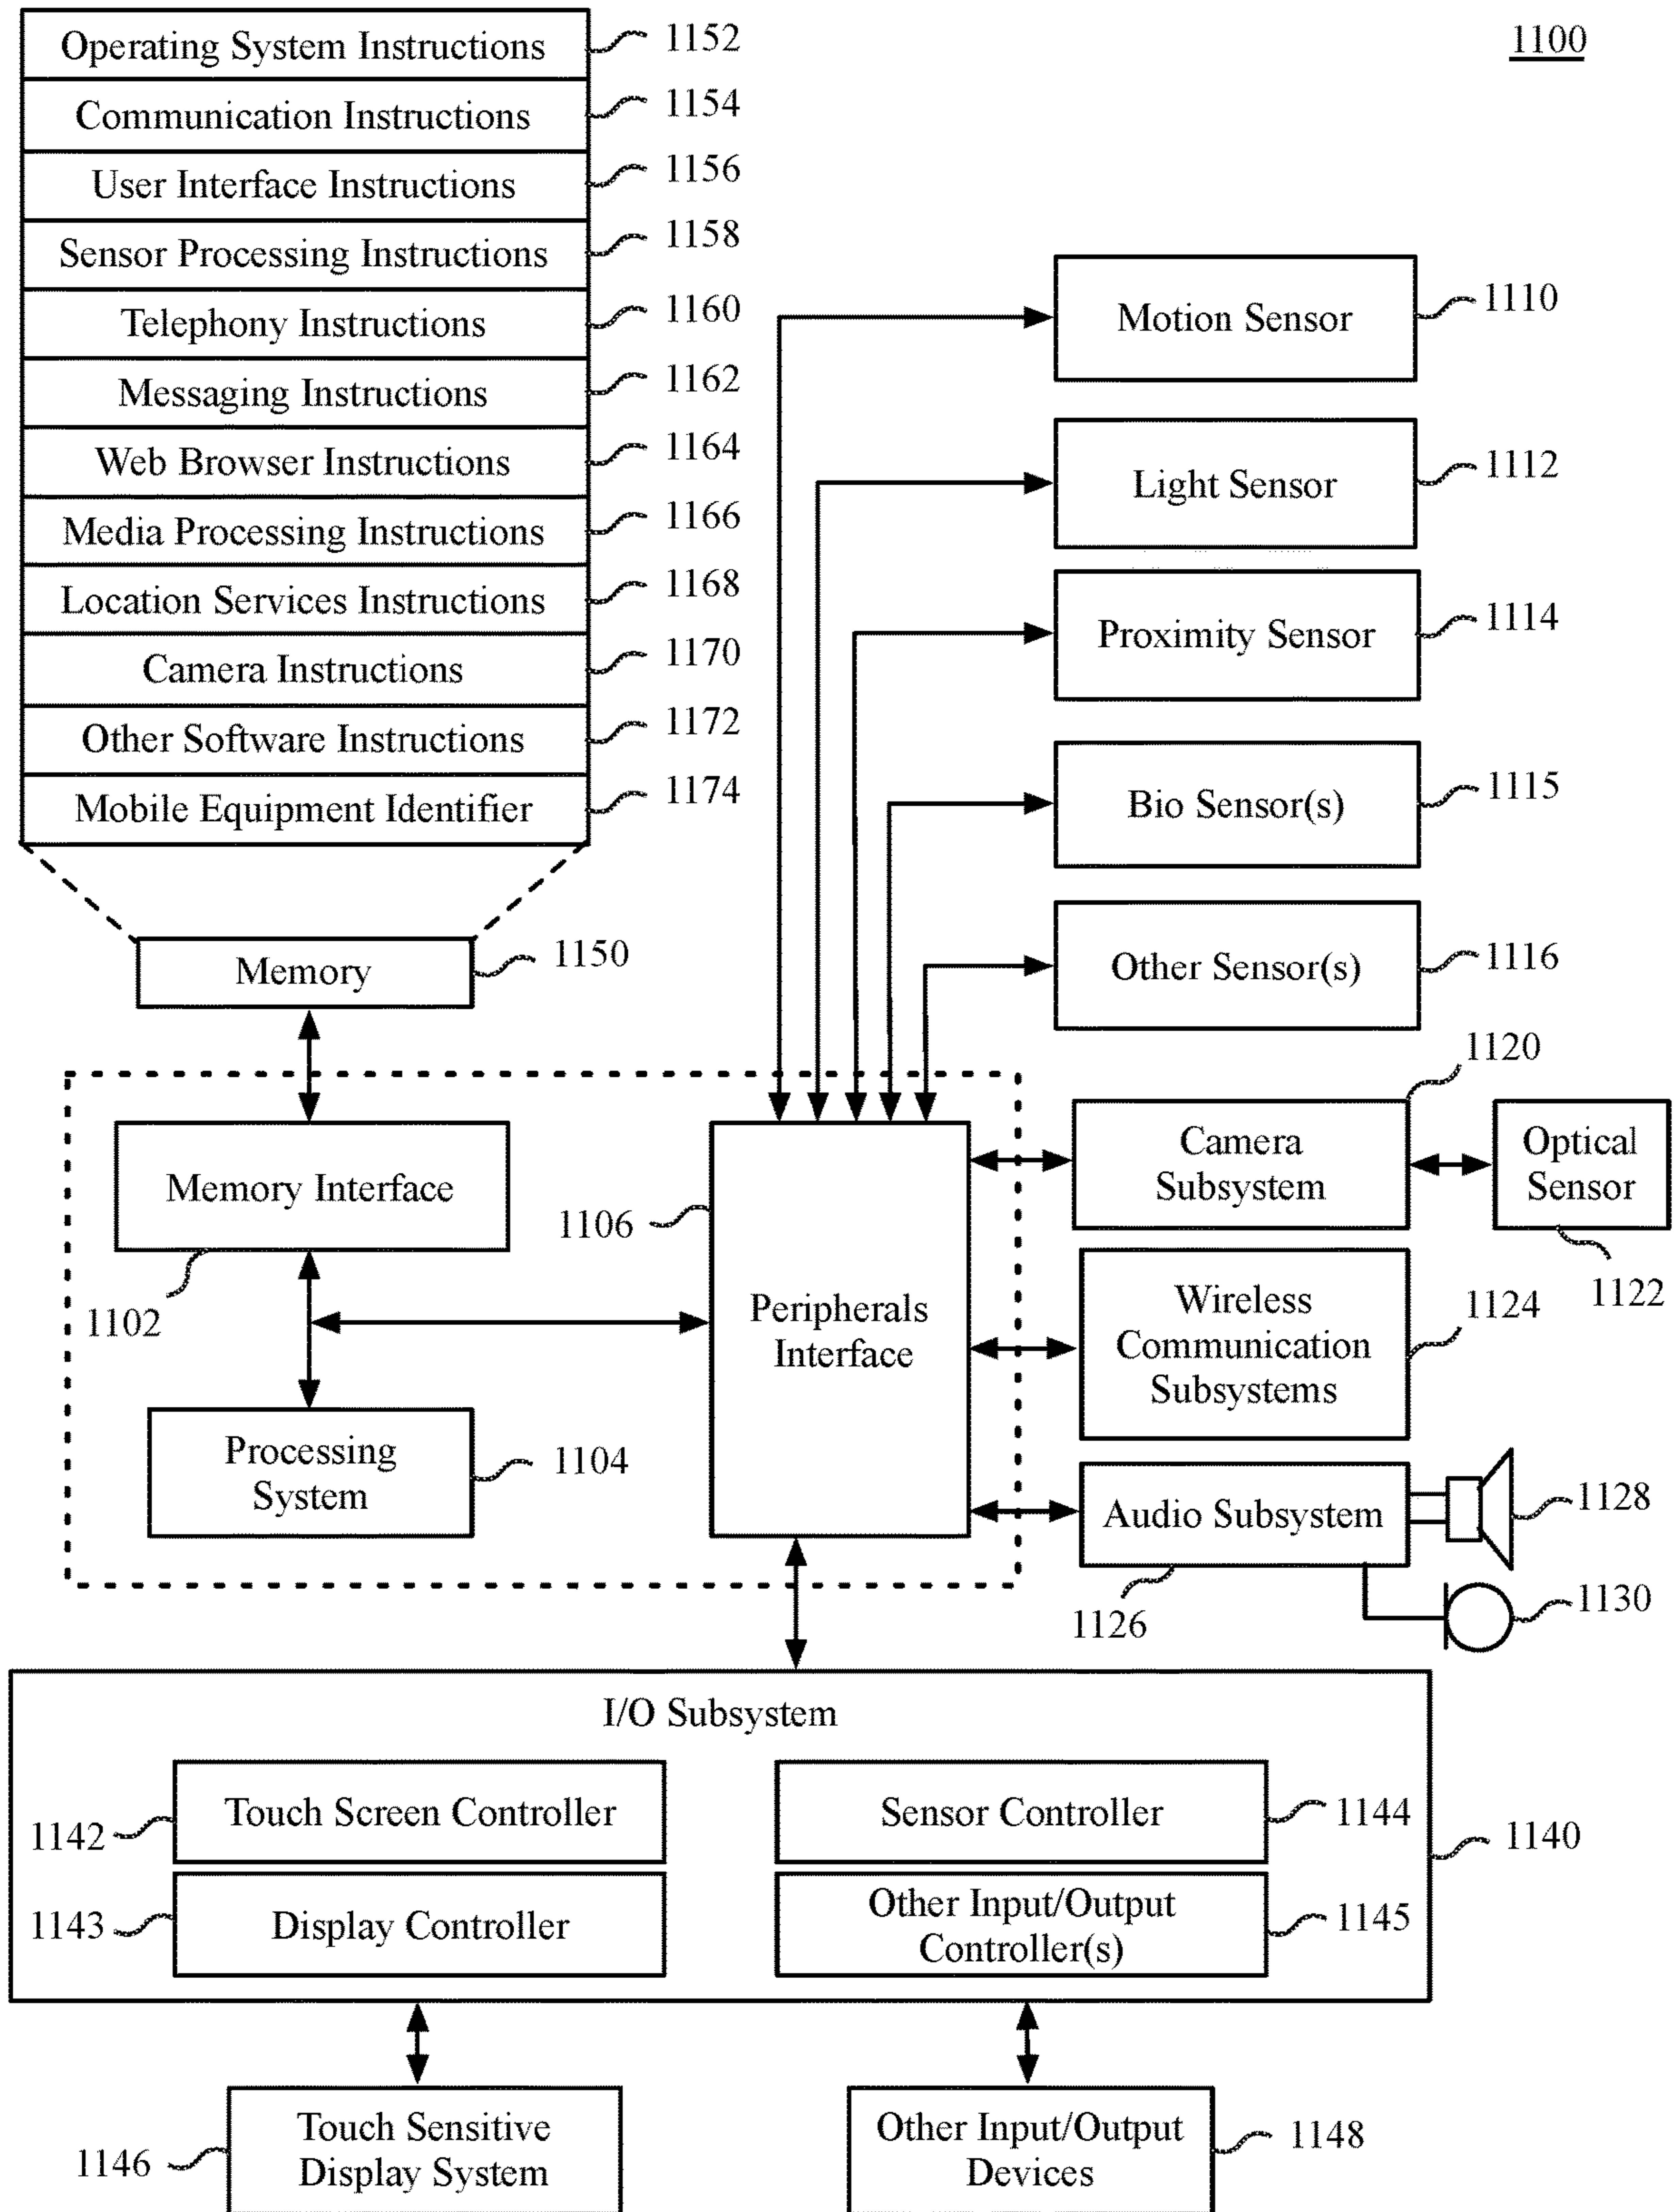 1100
Operating System Instructions
1152
Communication Instructions
1154
User Interface Instructions
1156
Sensor Processing Instructions
1158
Telephony Instructions
1160
Messaging Instructions
1162
Web Browser Instructions
1164
Media Processing Instructions
1166
Location Services Instructions
1168
Camera Instructions
1170
Other Software Instructions
1172
Mobile Equipment Identifier
1174
Memory
1150
Motion Sensor
1110
Light Sensor
1112
Proximity Sensor
1114
Bio Sensor(s)
1115
Other Sensor(s)
1116
Memory Interface
1102
Processing
System
1104
1106
Peripherals
Interface
1120
Camera
Subsystem
Optical
Sensor
1122
Wireless
Communication
Subsystems
1124
Audio Subsystem
1126
1128
1130
I/O Subsystem
1140
Touch Screen Controller
1142
Sensor Controller
1144
Display Controller
1143
Other Input/Output
Controller(s)
1145
Touch Sensitive
Display System
1146
Other Input/Output
Devices
1148